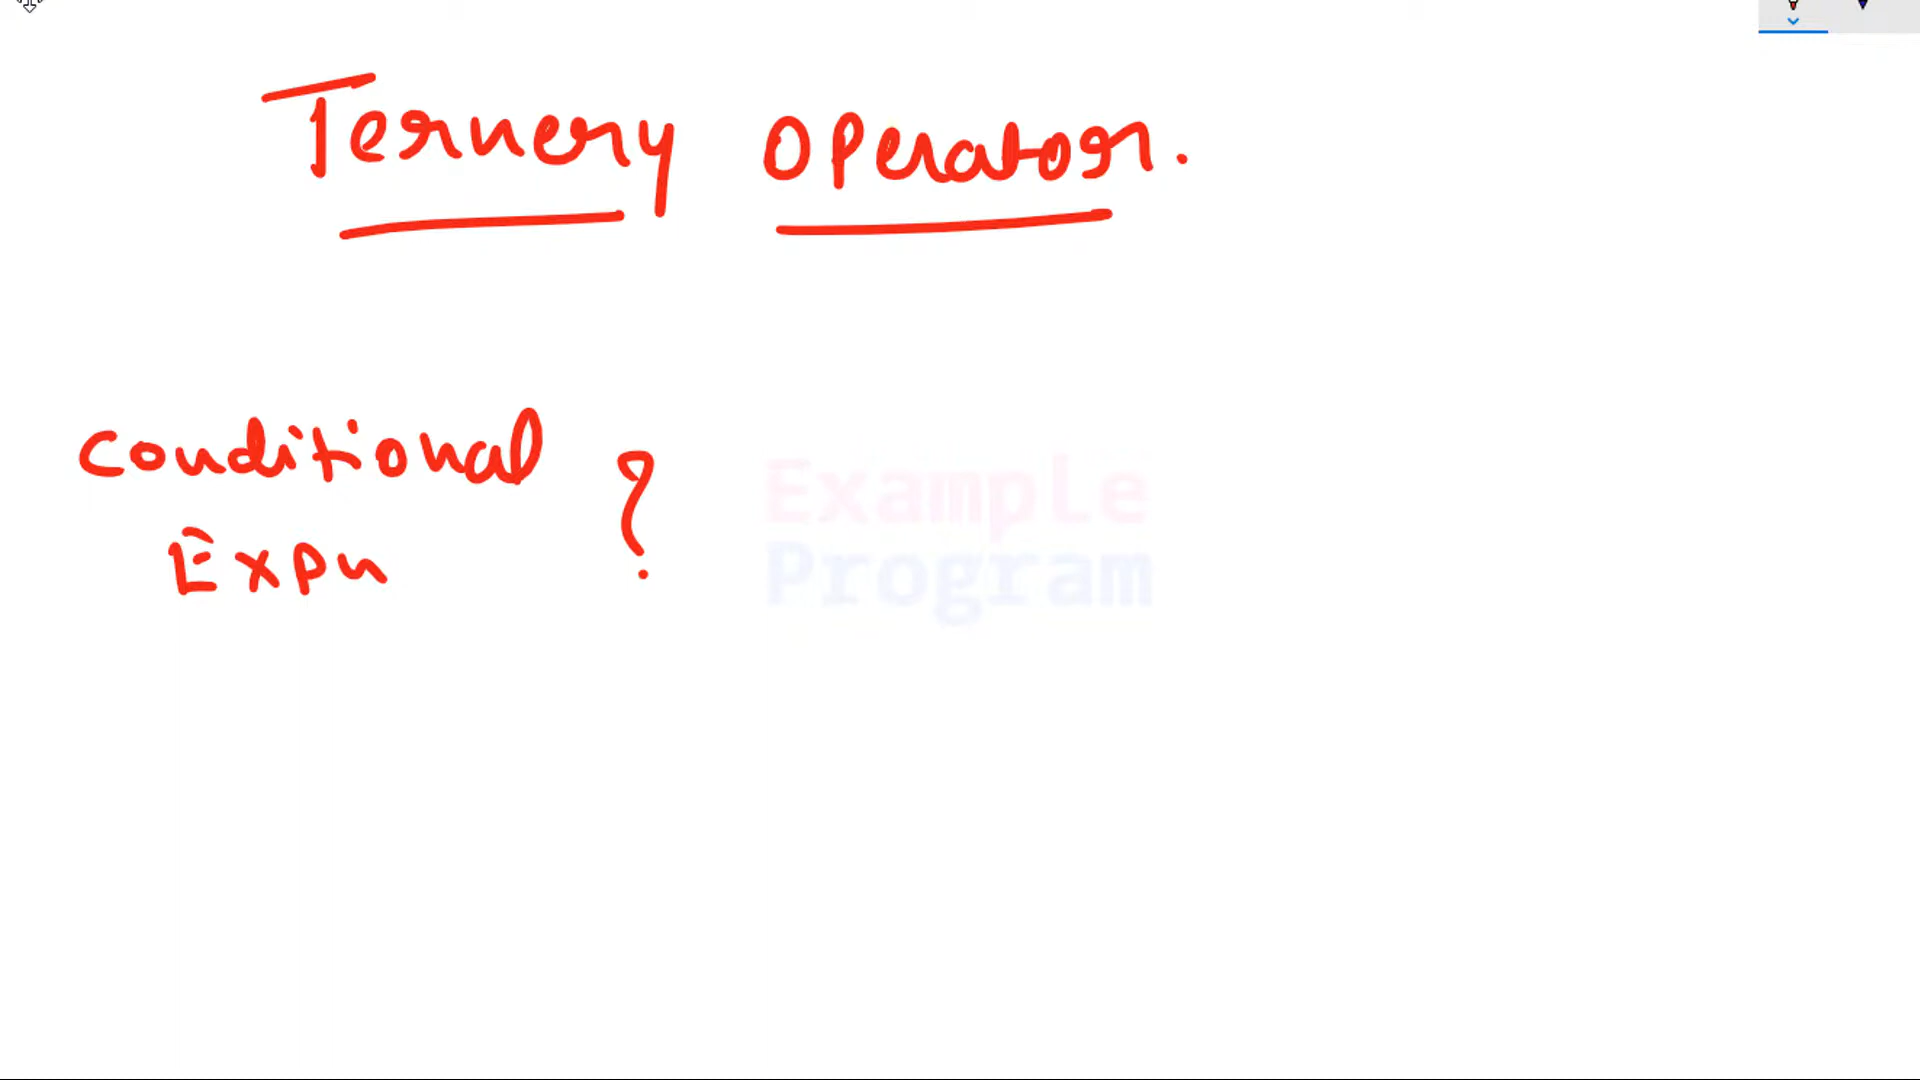 Ternery Operator.
Conditional ?
Expr
Example
Program